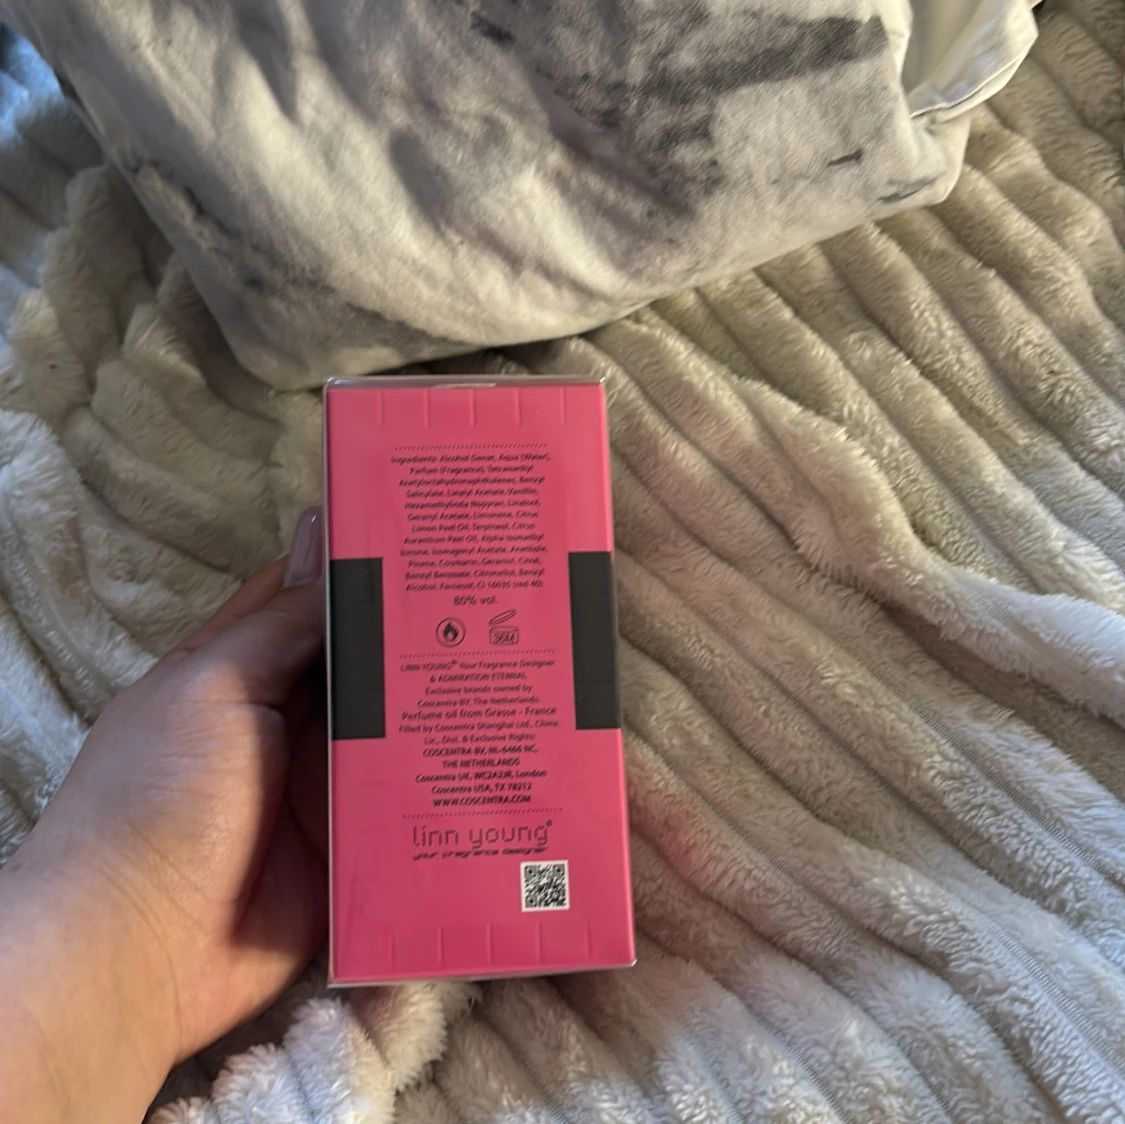 Ingredients: Alcohol Denat, Aqua (Water),
Parfum (Fragrance), Tetramethyl
Acetyloctahydronaphthalenes, Benzyl
Salicylate, Linalyl Acetate, Vanillin,
Hexamethylindanopyran, Linalool,
Geranyl Acetate, Limonene, Citrus
Limon Peel Oil, Terpineol, Citrus
Aurantium Peel Oil, Alpha-Isomethyl
Ionone, Isoeugenyl Acetate,
Pinene, Coumarin, Geraniol, Citral,
Benzyl Benzoate, Citronellol, Benzyl
Alcohol, Farnesol, CI 16035 (red 40)
80% vol.
36M
LINN YOUNG® Your Fragrance Designer
& ADMIRATION ETERNAL
Exclusive brands owned by
Coscentra BV, The Netherlands.
Perfume oil from Grasse - France
Filled by Coscentra Shanghai Ltd., China.
Lic., Dist. & Exclusive Rights:
COSCENTRA BV, NL-6466 NC,
THE NETHERLANDS
Coscentra UK, WC2A2JR, London
Coscentra USA, TX 78212
WWW.COSCENTRA.COM
linn young®
your fragrance designer